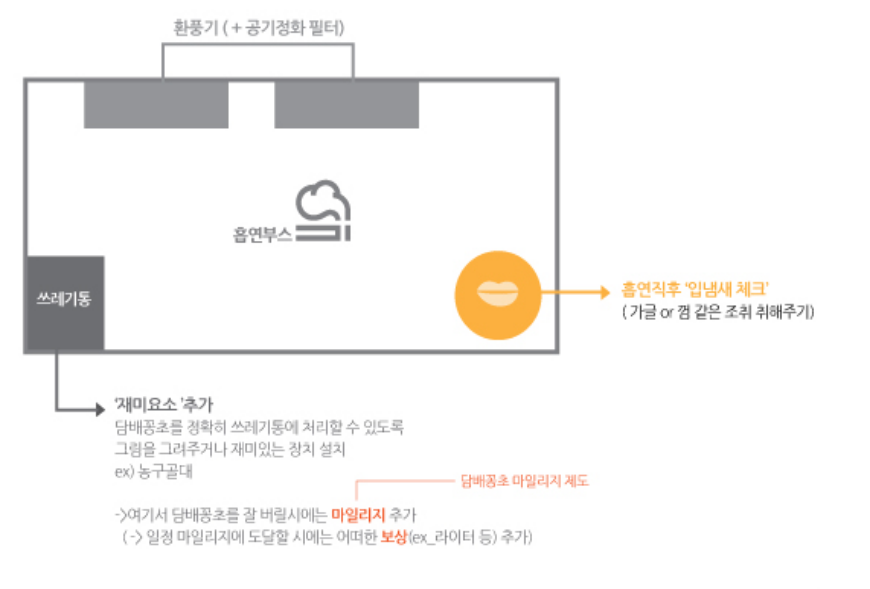 환풍기 ( + 공기정화 필터)
흡연부스
쓰레기통
흡연직후 '입냄새 체크'
( 가글 or 껌 같은 조취 취해주기)
'재미요소 '추가
담배꽁초를 정확히 쓰레기통에 처리할 수 있도록
그림을 그려주거나 재미있는 장치 설치
ex) 농구골대
담배꽁초 마일리지 제도
->여기서 담배꽁초를 잘 버릴시에는 마일리지 추가
( -> 일정 마일리지에 도달할 시에는 어떠한 보상(ex_라이터 등) 추가)